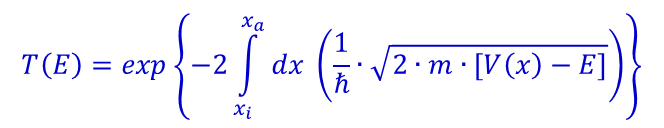 T(E) = exp {−2 ∫_{x_i}^{x_a} dx (1/ħ · √(2 · m · [V(x) − E]))}